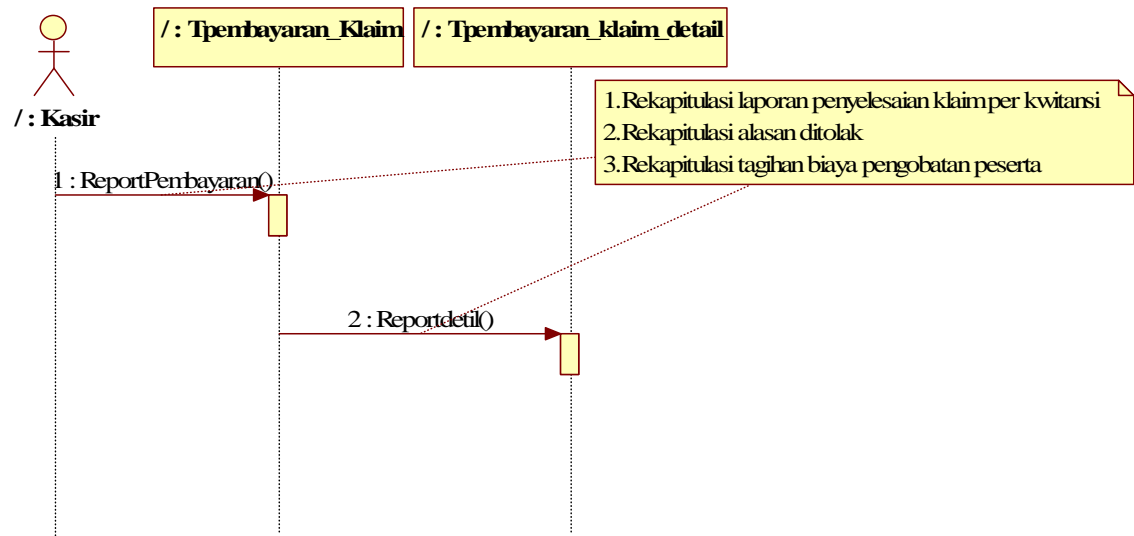 / : Tpembayaran_Klaim
/ : Tpembayaran_klaim_detail
/ : Kasir
1.Rekapitulasi laporan penyelesaian klaim per kwitansi
2.Rekapitulasi alasan ditolak
3.Rekapitulasi tagihan biaya pengobatan peserta
1 : ReportPembayaran()
2 : Reportdetil()